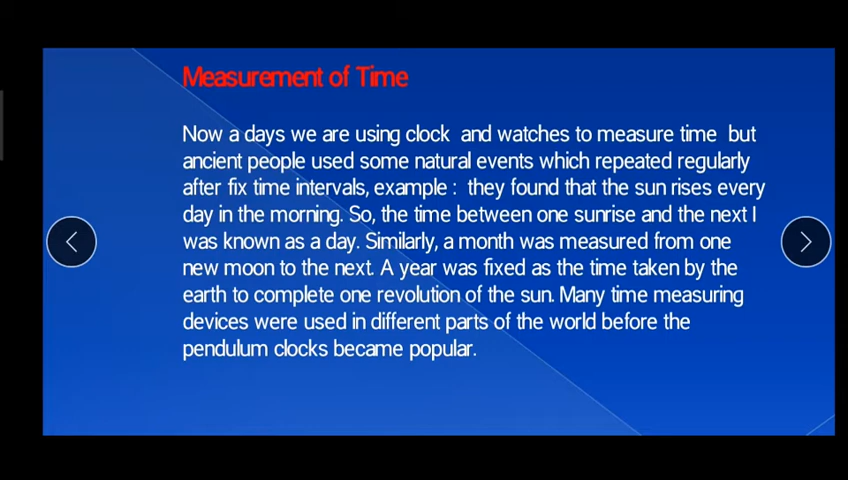 Measurement of Time
Now a days we are using clock and watches to measure time but
ancient people used some natural events which repeated regularly
after fix time intervals, example : they found that the sun rises every
day in the morning. So, the time between one sunrise and the next I
was known as a day. Similarly, a month was measured from one
new moon to the next. A year was fixed as the time taken by the
earth to complete one revolution of the sun. Many time measuring
devices were used in different parts of the world before the
pendulum clocks became popular.